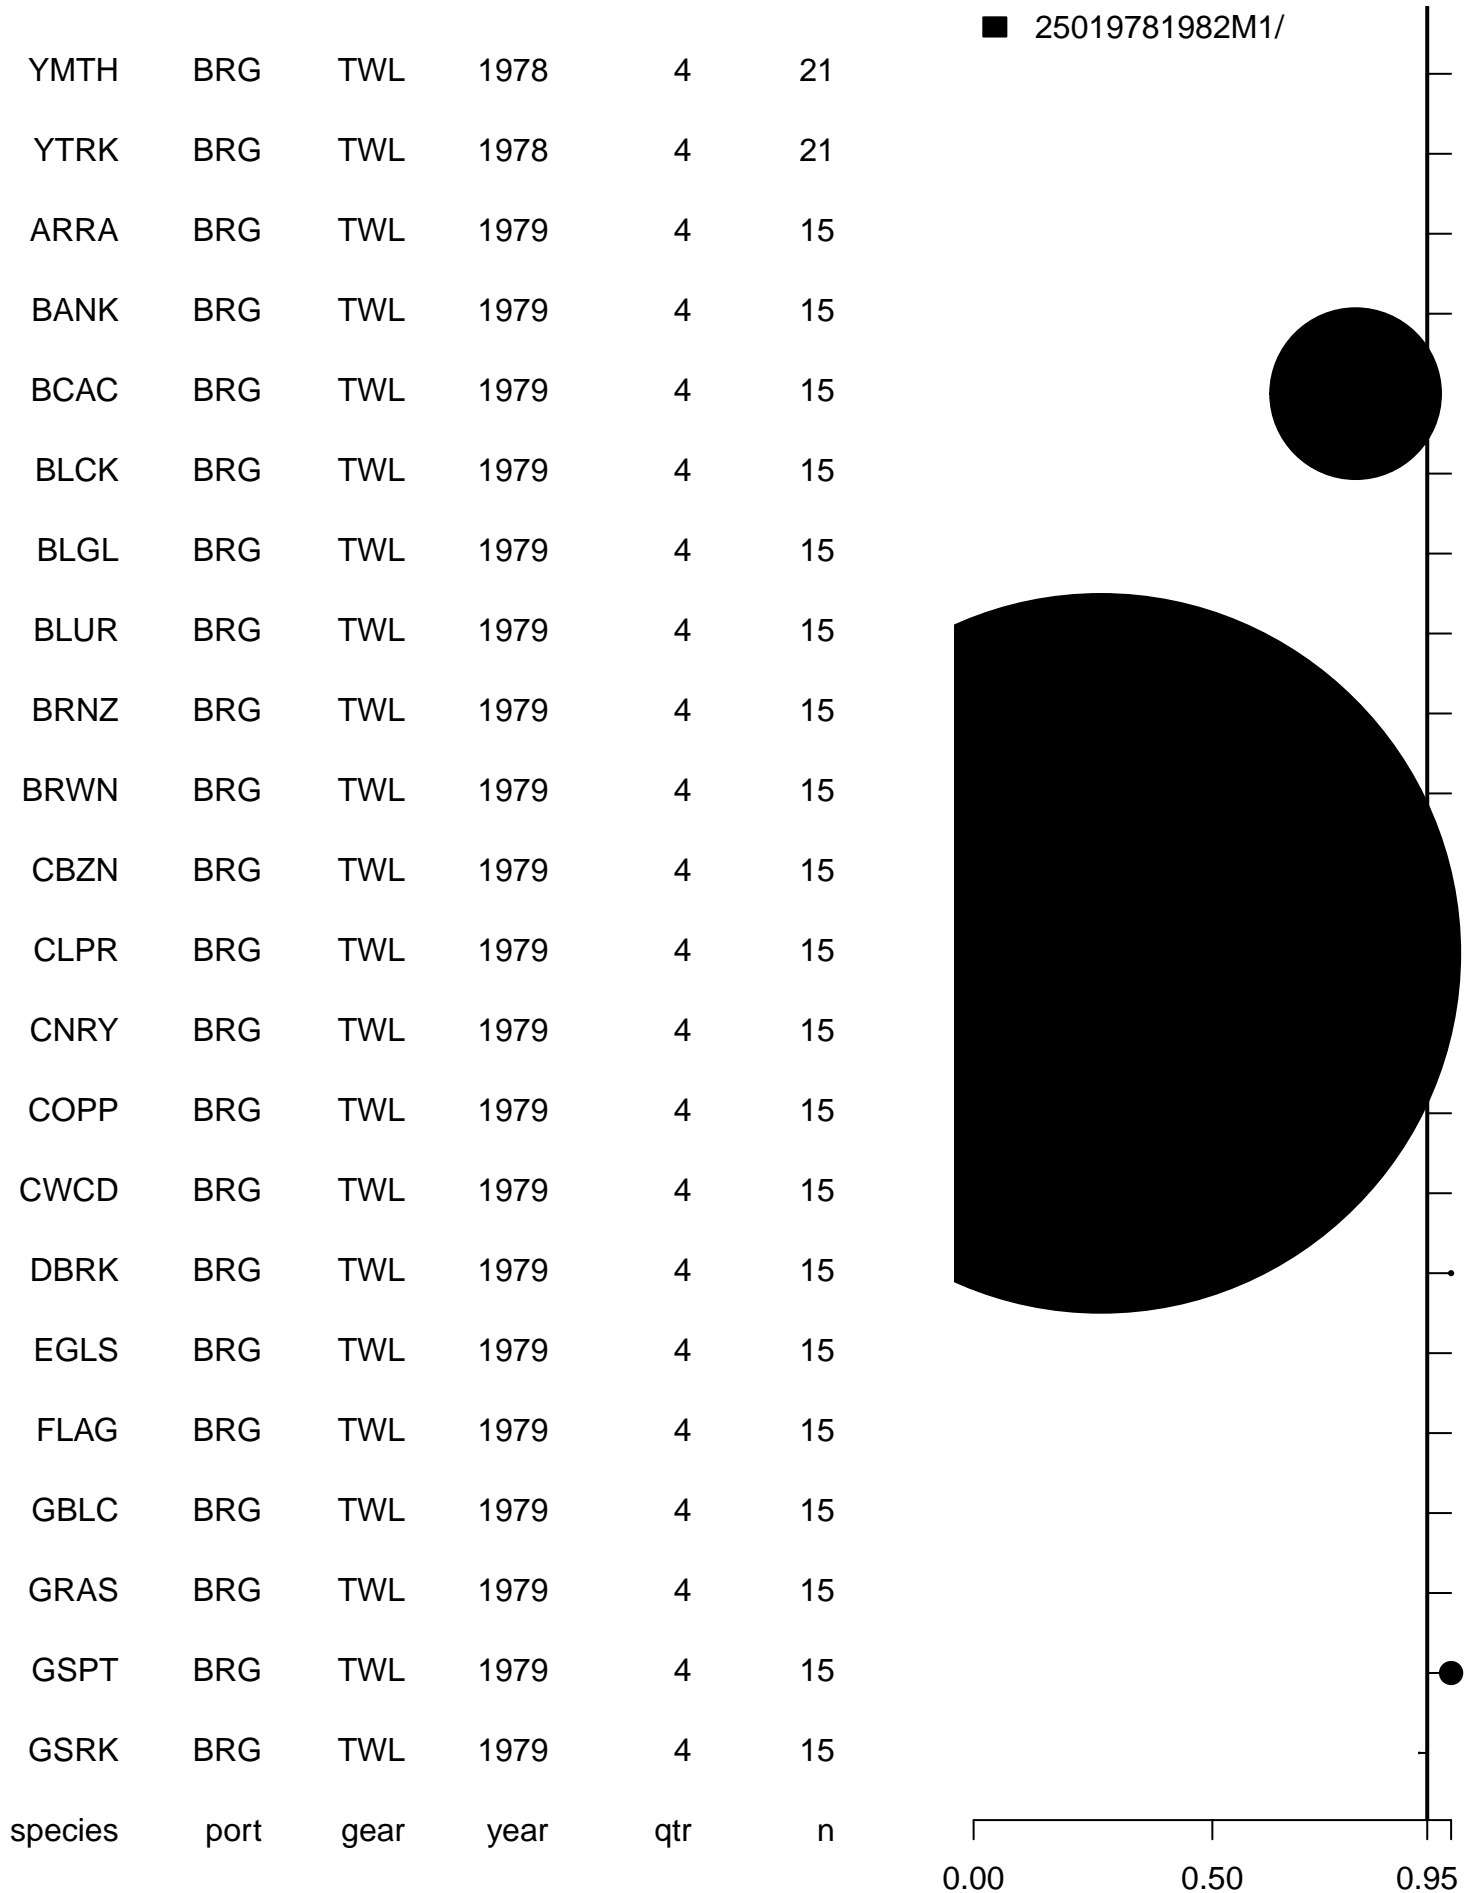 25019781982M1/
YMTH BRG TWL 1978 4 21
YTRK BRG TWL 1978 4 21
ARRA BRG TWL 1979 4 15
BANK BRG TWL 1979 4 15
BCAC BRG TWL 1979 4 15
BLCK BRG TWL 1979 4 15
BLGL BRG TWL 1979 4 15
BLUR BRG TWL 1979 4 15
BRNZ BRG TWL 1979 4 15
BRWN BRG TWL 1979 4 15
CBZN BRG TWL 1979 4 15
CLPR BRG TWL 1979 4 15
CNRY BRG TWL 1979 4 15
COPP BRG TWL 1979 4 15
CWCD BRG TWL 1979 4 15
DBRK BRG TWL 1979 4 15
EGLS BRG TWL 1979 4 15
FLAG BRG TWL 1979 4 15
GBLC BRG TWL 1979 4 15
GRAS BRG TWL 1979 4 15
GSPT BRG TWL 1979 4 15
GSRK BRG TWL 1979 4 15
species port gear year qtr n
0.00 0.50 0.95